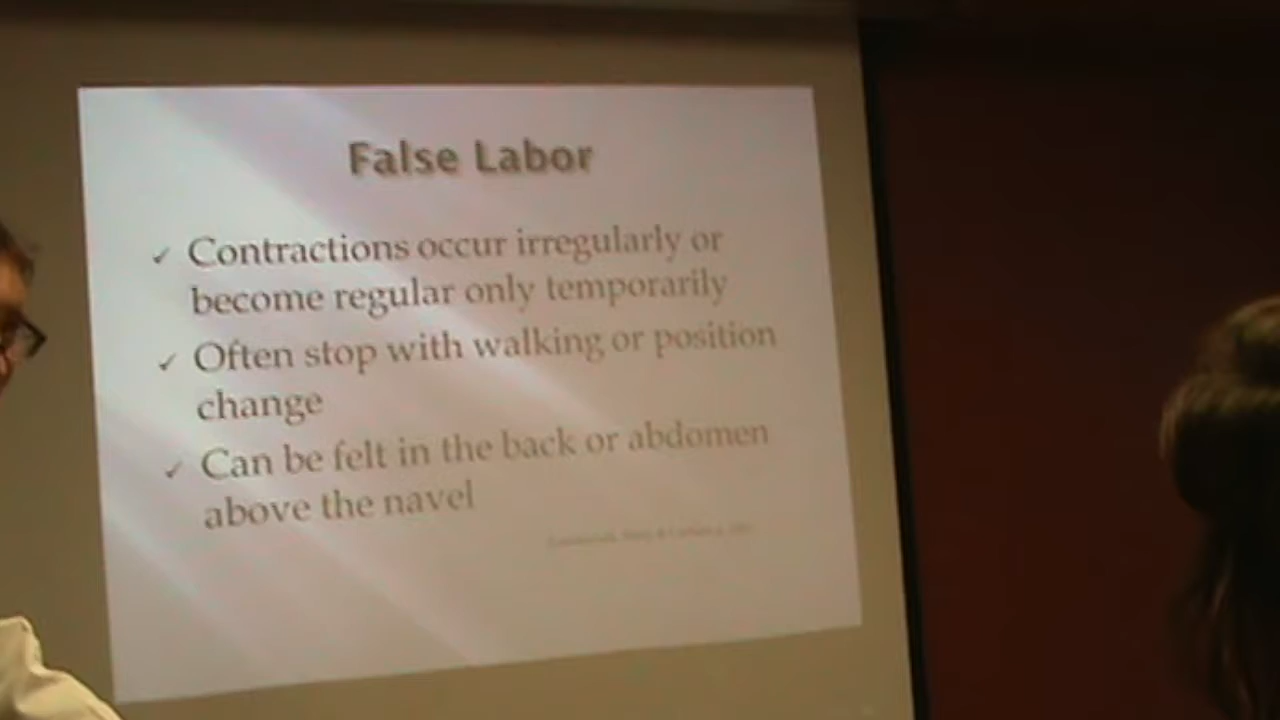 False Labor
✓ Contractions occur irregularly or
become regular only temporarily
✓ Often stop with walking or position
change
✓ Can be felt in the back or abdomen
above the navel